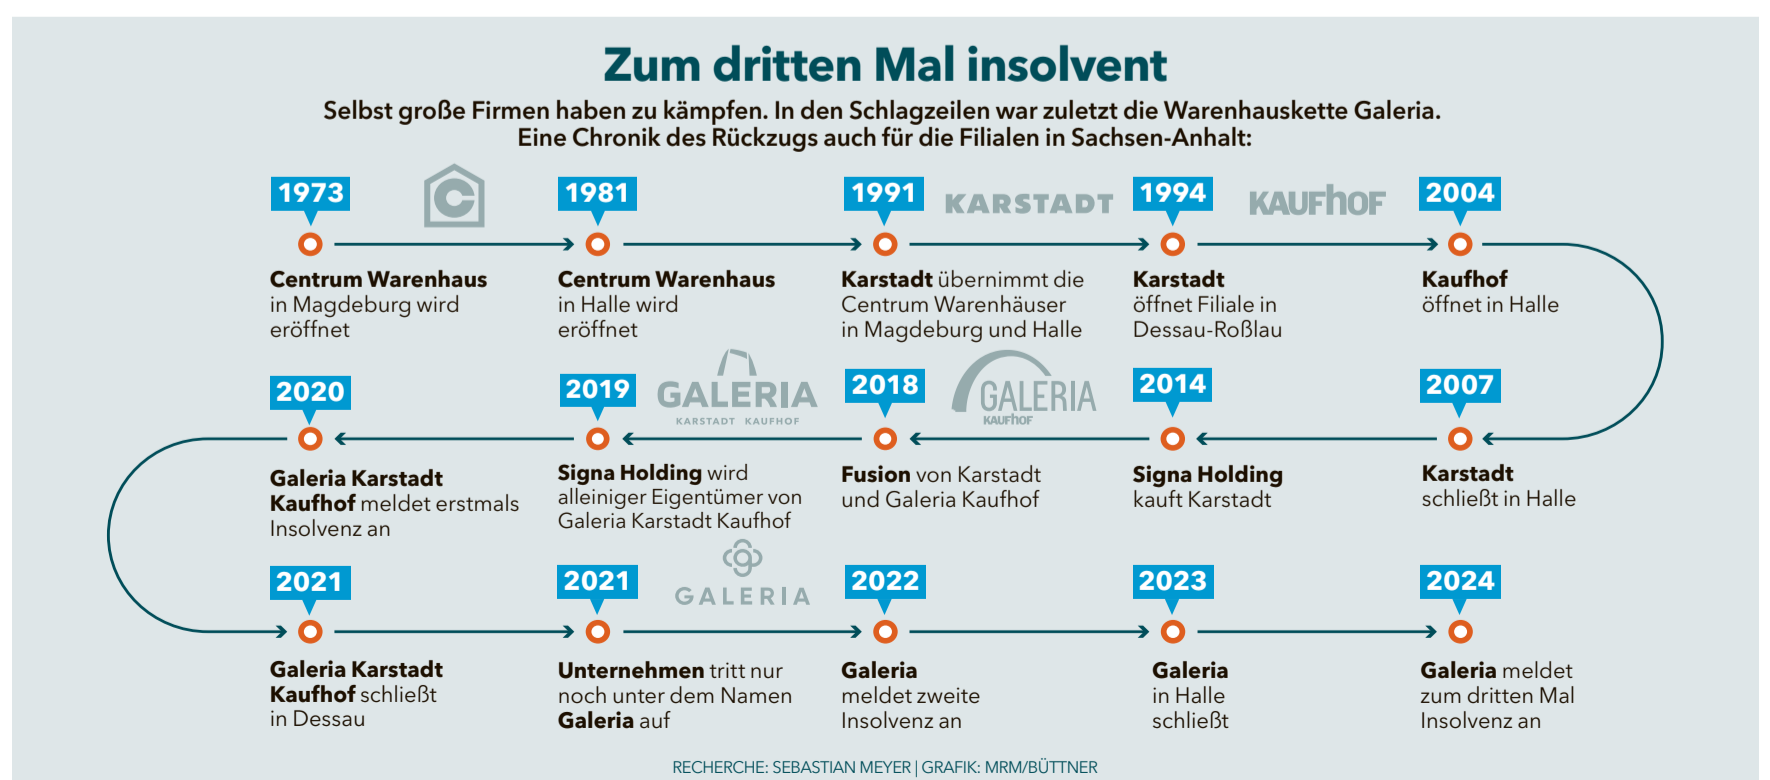 Zum dritten Mal insolvent
Selbst große Firmen haben zu kämpfen. In den Schlagzeilen war zuletzt die Warenhauskette Galeria.
Eine Chronik des Rückzugs auch für die Filialen in Sachsen-Anhalt:
1973
C
Centrum Warenhaus
in Magdeburg wird
eröffnet
1981
Centrum Warenhaus
in Halle wird
eröffnet
1991
KARSTADT
Karstadt übernimmt die
Centrum Warenhäuser
in Magdeburg und Halle
1994
KAUFhOF
Karstadt
öffnet Filiale in
Dessau-Roßlau
2004
Kaufhof
öffnet in Halle
2007
Karstadt
schließt in Halle
2014
Signa Holding
kauft Karstadt
GALERIA
KAUFhOF
2018
Fusion von Karstadt
und Galeria Kaufhof
GALERIA
KARSTADT KAUFHOF
2019
Signa Holding wird
alleiniger Eigentümer von
Galeria Karstadt Kaufhof
2020
Galeria Karstadt
Kaufhof meldet erstmals
Insolvenz an
2021
Galeria Karstadt
Kaufhof schließt
in Dessau
2021
GALERIA
Unternehmen tritt nur
noch unter dem Namen
Galeria auf
2022
Galeria
meldet zweite
Insolvenz an
2023
Galeria
in Halle
schließt
2024
Galeria meldet
zum dritten Mal
Insolvenz an
RECHERCHE: SEBASTIAN MEYER | GRAFIK: MRM/BÜTTNER